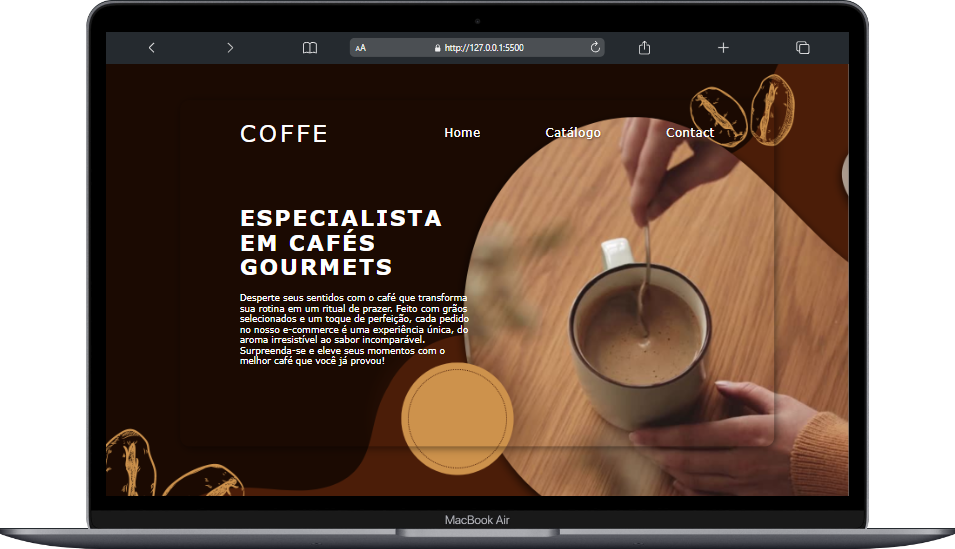 AA
http://127.0.0.1:5500
COFFE
Home
Catálogo
Contact
ESPECIALISTA
EM CAFÉS
GOURMETS
Desperte seus sentidos com o café que transforma
sua rotina em um ritual de prazer. Feito com grãos
selecionados e um toque de perfeição, cada pedido
no nosso e-commerce é uma experiência única, do
aroma irresistível ao sabor incomparável.
Surpreenda-se e eleve seus momentos com o
melhor café que você já provou!
MacBook Air